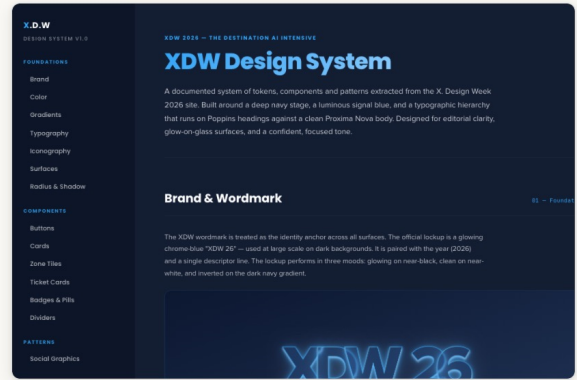 X.D.W
DESIGN SYSTEM V1.0
FOUNDATIONS
Brand
Color
Gradients
Typography
Iconography
Surfaces
Radius & Shadow
COMPONENTS
Buttons
Cards
Zone Tiles
Ticket Cards
Badges & Pills
Dividers
PATTERNS
Social Graphics
XDW 2026 — THE DESTINATION AI INTENSIVE
XDW Design System
A documented system of tokens, components and patterns extracted from the X. Design Week
2026 site. Built around a deep navy stage, a luminous signal blue, and a typographic hierarchy
that runs on Poppins headings against a clean Proxima Nova body. Designed for editorial clarity,
glow-on-glass surfaces, and a confident, focused tone.
Brand & Wordmark
01 — Foundat
The XDW wordmark is treated as the identity anchor across all surfaces. The official lockup is a glowing
chrome-blue "XDW 26" — used at large scale on dark backgrounds. It is paired with the year (2026)
and a single descriptor line. The lockup performs in three moods: glowing on near-black, clean on near-
white, and inverted on the dark navy gradient.
XDW 26